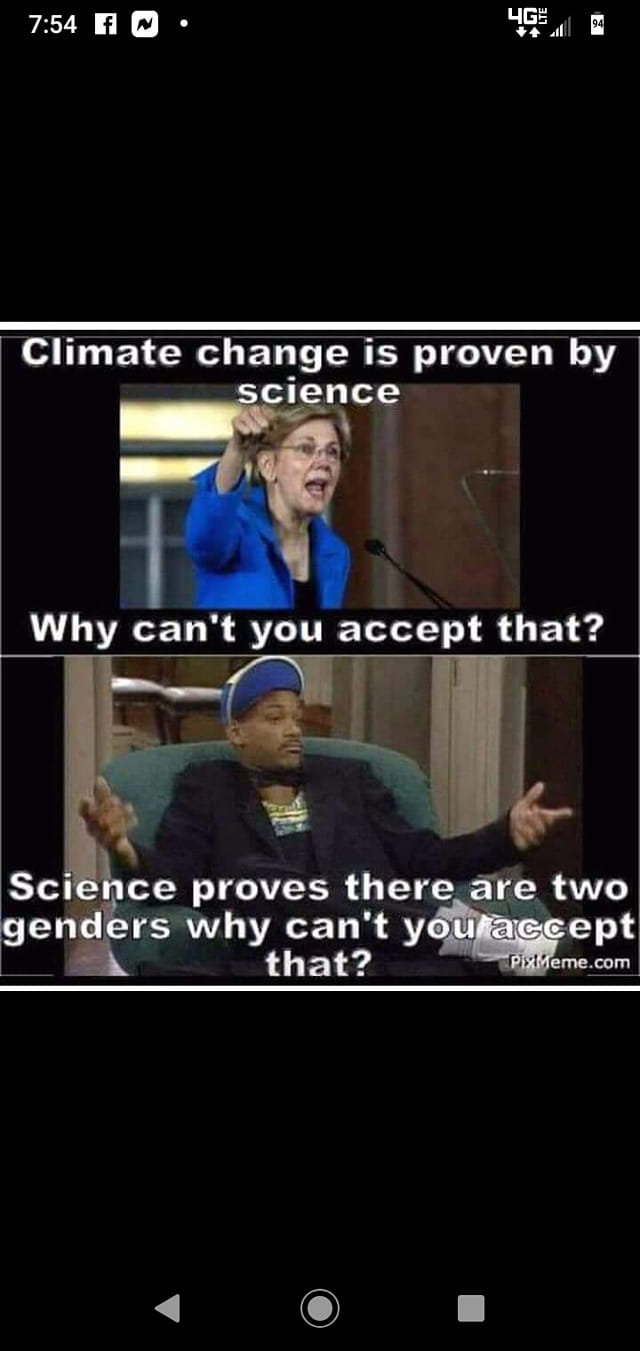 7:54
4G LTE
94
Climate change is proven by
science
Why can't you accept that?
Science proves there are two
genders why can't you accept
that?
PixMeme.com